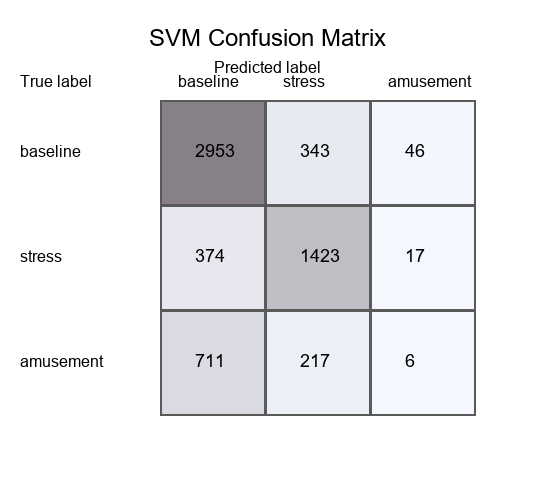 SVM Confusion Matrix
Predicted label
True label baseline stress amusement
baseline 2953 343 46
stress 374 1423 17
amusement 711 217 6